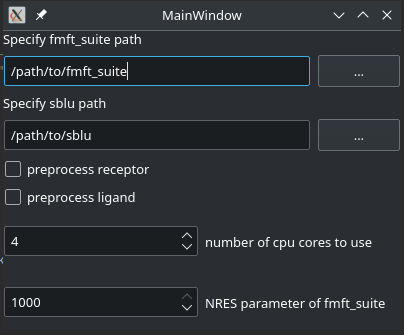 MainWindow
Specify fmft_suite path
/path/to/fmft_suite
...
Specify sblu path
/path/to/sblu
...
preprocess receptor
preprocess ligand
4 number of cpu cores to use
1000 NRES parameter of fmft_suite